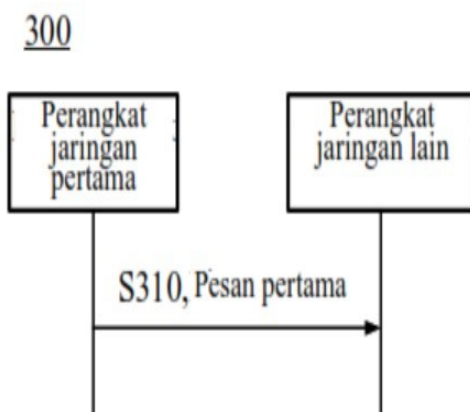 300
Perangkat
jaringan
pertama
Perangkat
jaringan lain
S310, Pesan pertama